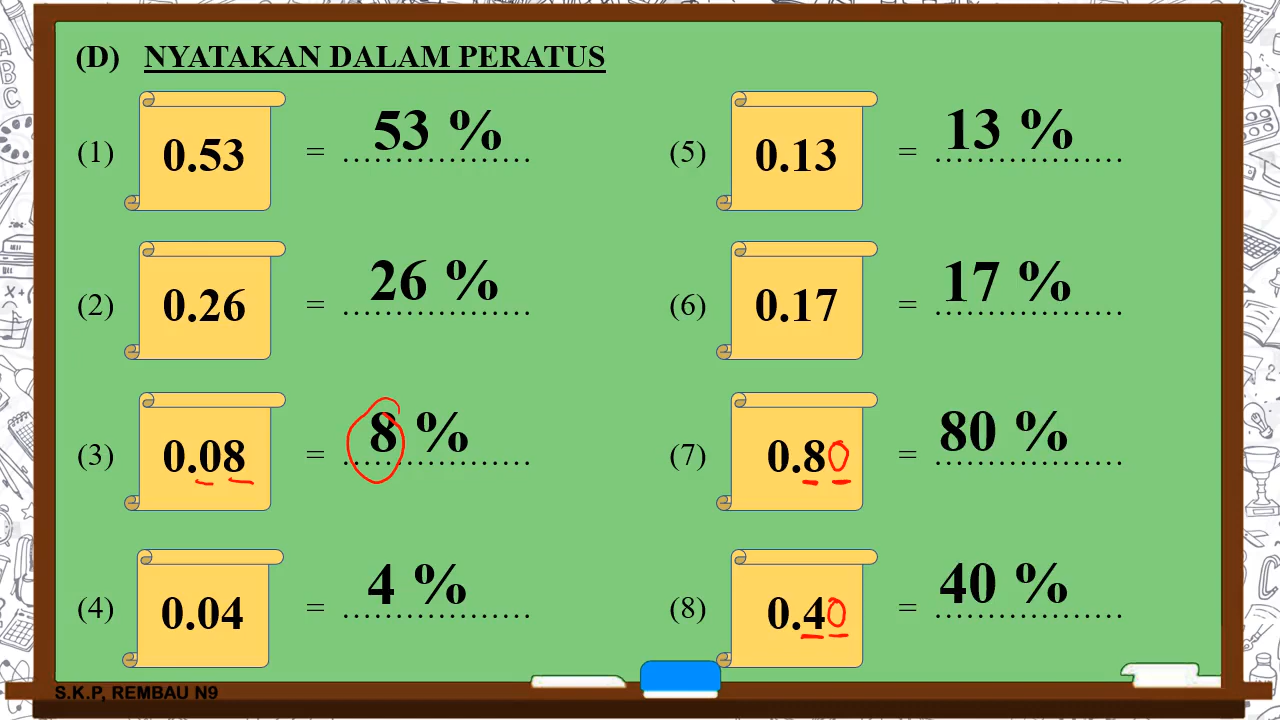 (D) NYATAKAN DALAM PERATUS
(1) 0.53 = 53 %
(2) 0.26 = 26 %
(3) 0.08 = 8 %
(4) 0.04 = 4 %
(5) 0.13 = 13 %
(6) 0.17 = 17 %
(7) 0.80 = 80 %
(8) 0.40 = 40 %
S.K.P, REMBAU N9